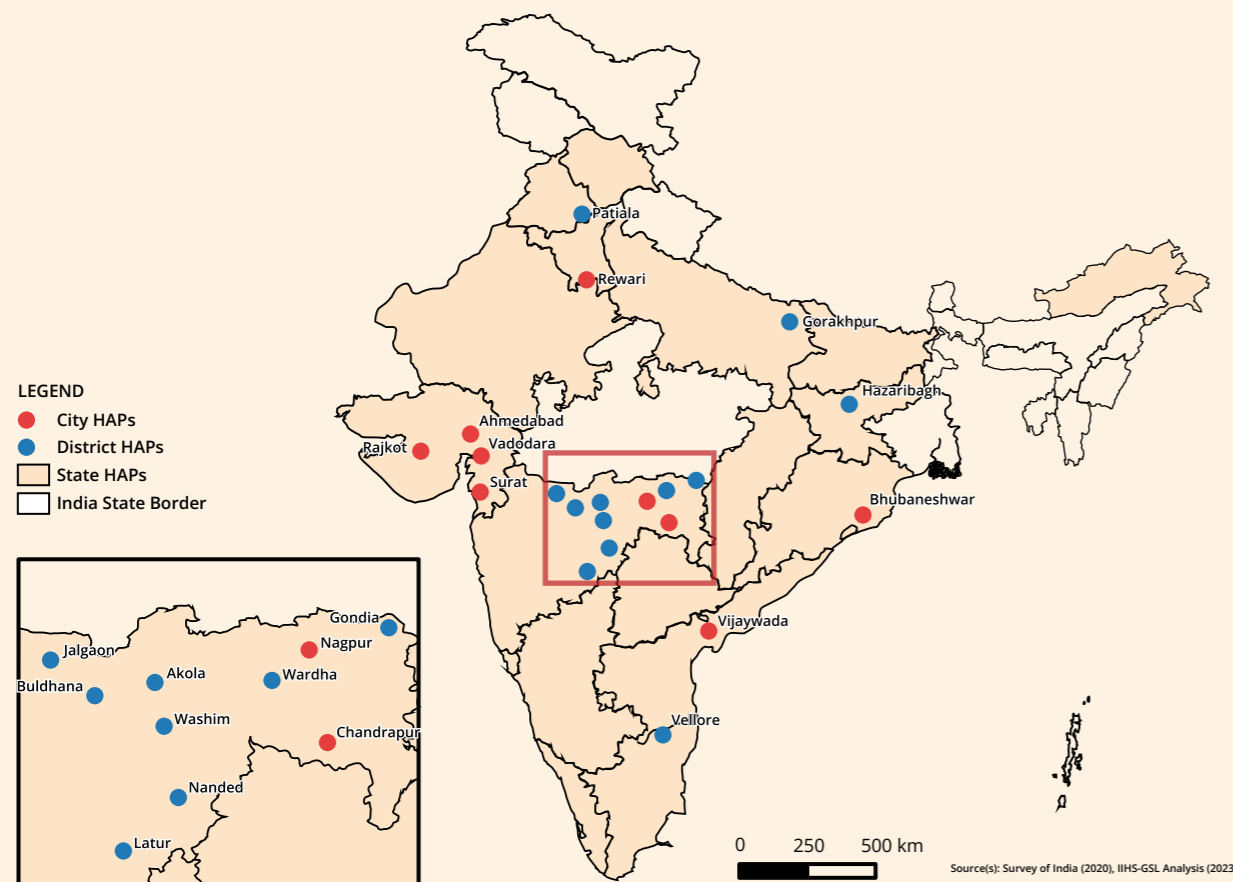 Patiala
Rewari
Gorakhpur
Hazaribagh
LEGEND
City HAPs
District HAPs
State HAPs
India State Border
Ahmedabad
Vadodara
Rajkot
Surat
Bhubaneshwar
Vijaywada
Vellore
Gondia
Nagpur
Jalgaon
Buldhana
Akola
Wardha
Washim
Chandrapur
Nanded
Latur
0 250 500 km
Source(s): Survey of India (2020), IIHS-GSL Analysis (2023